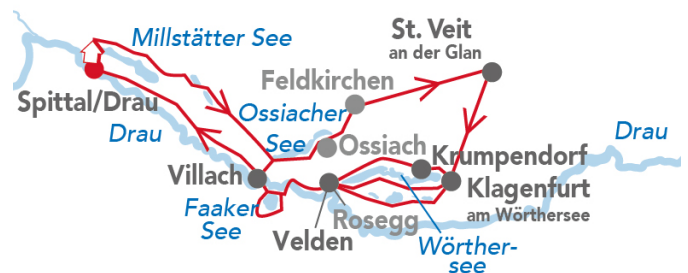 Millstätter See
St. Veit
an der Glan
Feldkirchen
Spittal/Drau
Ossiacher
See
Drau
Ossiach
Krumpendorf
Drau
Villach
Klagenfurt
am Wörthersee
Faaker
See
Rosegg
Velden
Wörther-
see